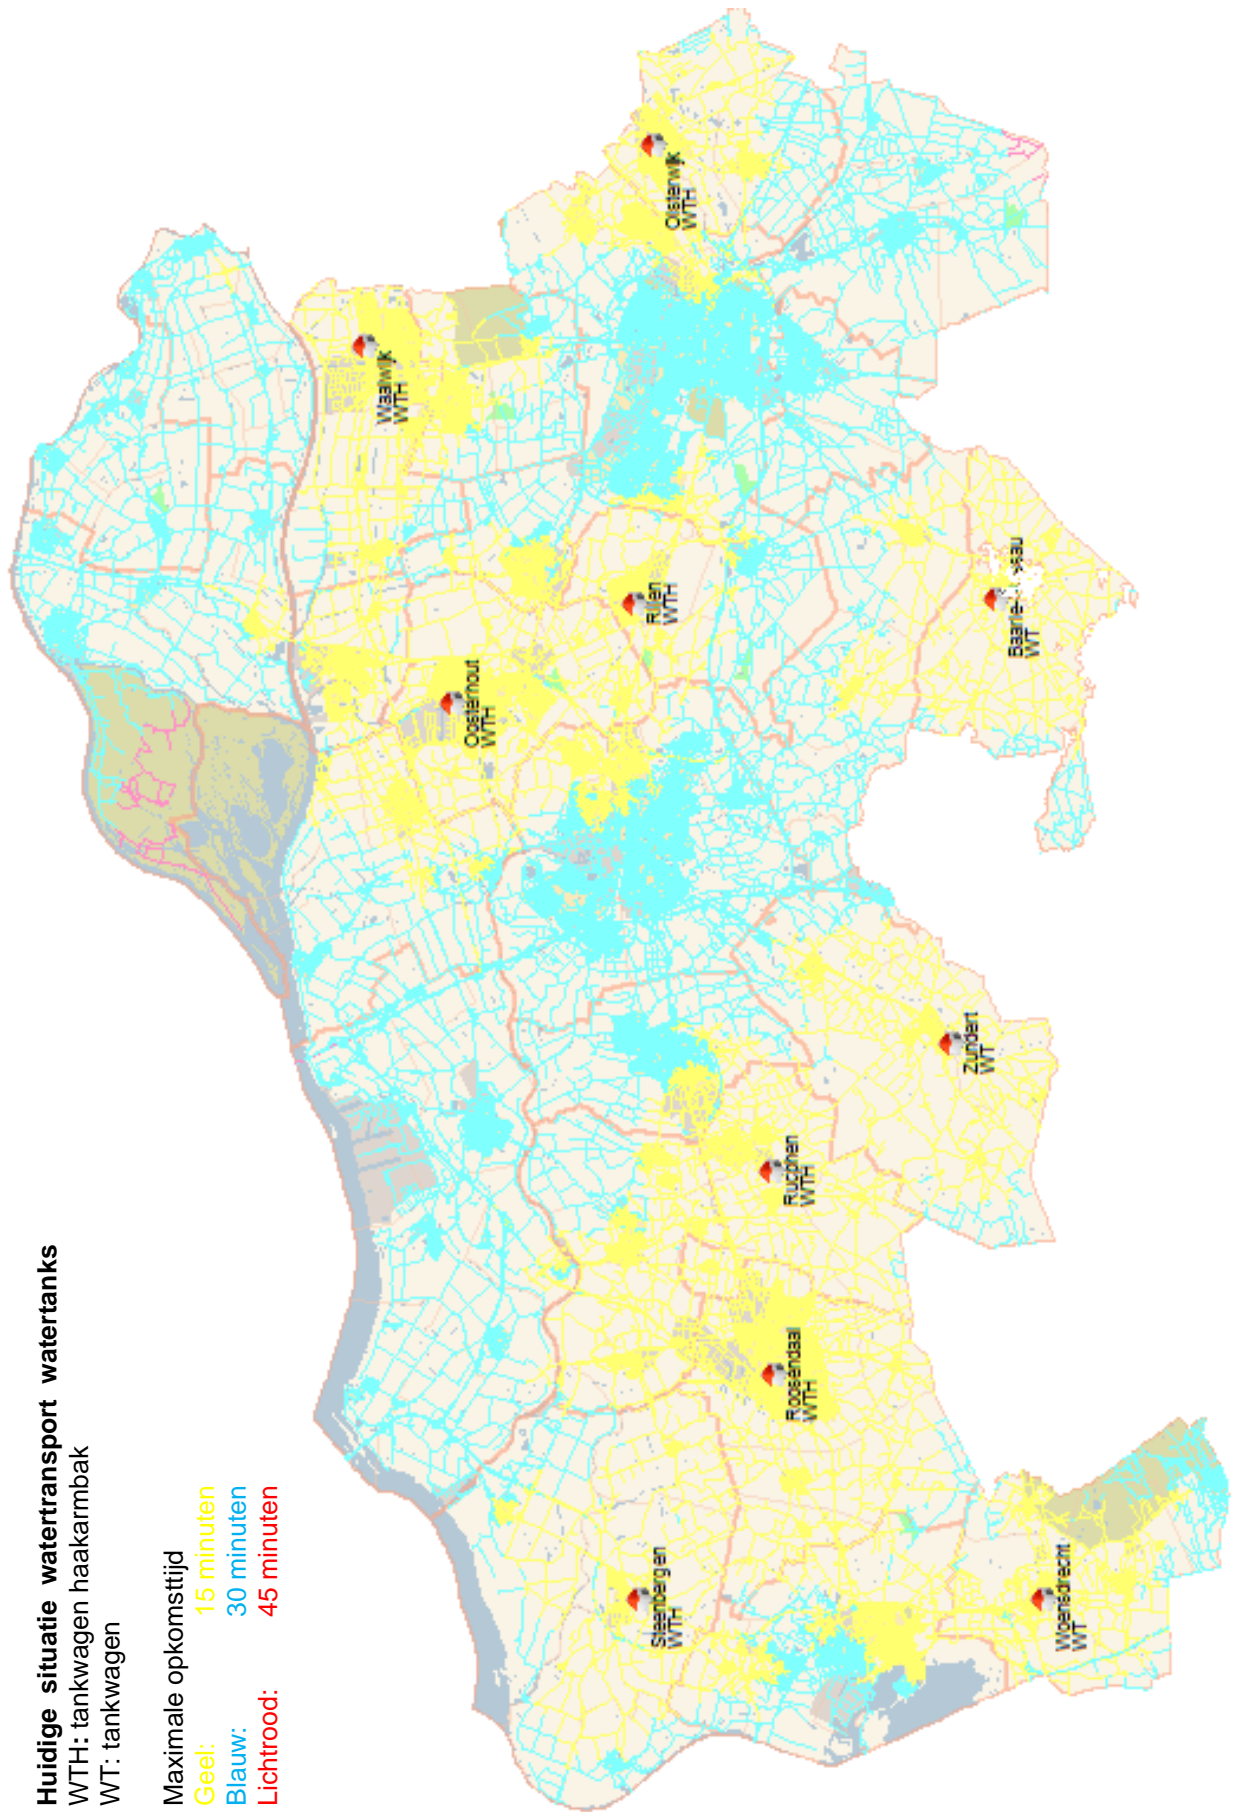 Huidige situatie watertransport watertanks
WTH: tankwagen haakarmbak
WT: tankwagen
Maximale opkomsttijd
Geel: 15 minuten
Blauw: 30 minuten
Lichtrood: 45 minuten
Waalwijk
WTH
Oisterwijk
WTH
Oosterhout
WTH
Rijen
WTH
WT
Zundert
WT
Rucphen
WTH
Roosendaal
WTH
Steenbergen
WTH
Woensdrecht
WT